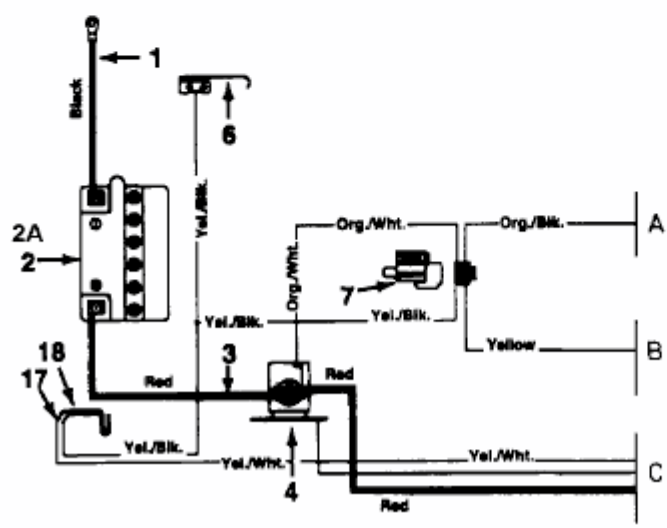 1
Black
6
Yel./Blk.
Org./Wht.
Org./Blk.
A
2A
2
Org./Wht.
7
Yel./Blk.
Yel./Blk.
Yellow
B
18
17
3
Red
Red
Yel./Blk.
Yel./Wht.
4
Yel./Wht.
C
Red